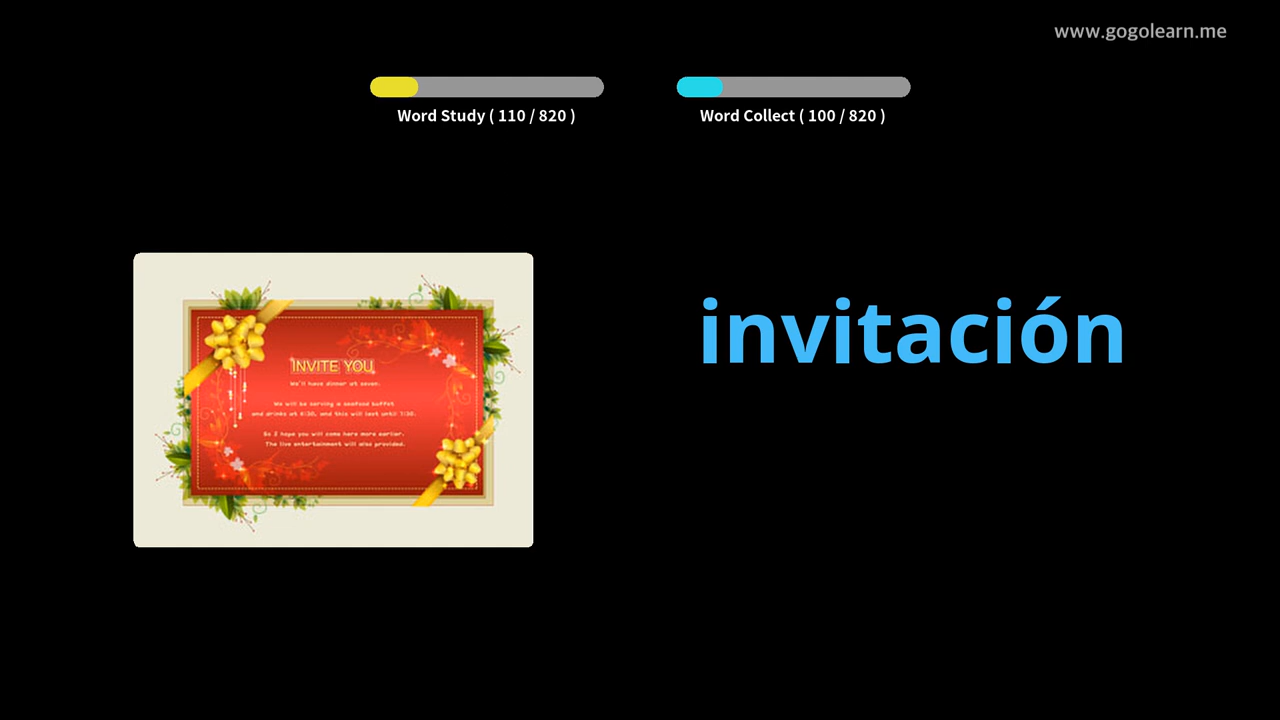 www.gogolearn.me
Word Study ( 110 / 820 )
Word Collect ( 100 / 820 )
invitación
INVITE YOU
We'll have dinner at seven.
We will be serving a seafood buffet
and drinks at 6:30, and this will last until 7:30.
So I hope you will come here more earlier.
The live entertainment will also provided.